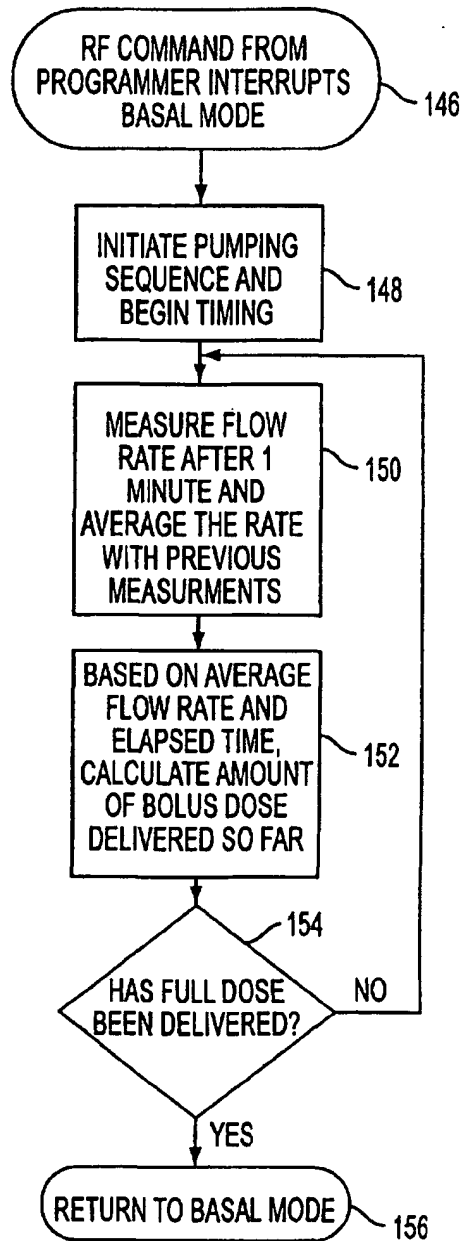 RF COMMAND FROM
PROGRAMMER INTERRUPTS
BASAL MODE
146
INITIATE PUMPING
SEQUENCE AND
BEGIN TIMING
148
MEASURE FLOW
RATE AFTER 1
MINUTE AND
AVERAGE THE RATE
WITH PREVIOUS
MEASURMENTS
150
BASED ON AVERAGE
FLOW RATE AND
ELAPSED TIME,
CALCULATE AMOUNT
OF BOLUS DOSE
DELIVERED SO FAR
152
154
HAS FULL DOSE
BEEN DELIVERED?
NO
YES
RETURN TO BASAL MODE
156